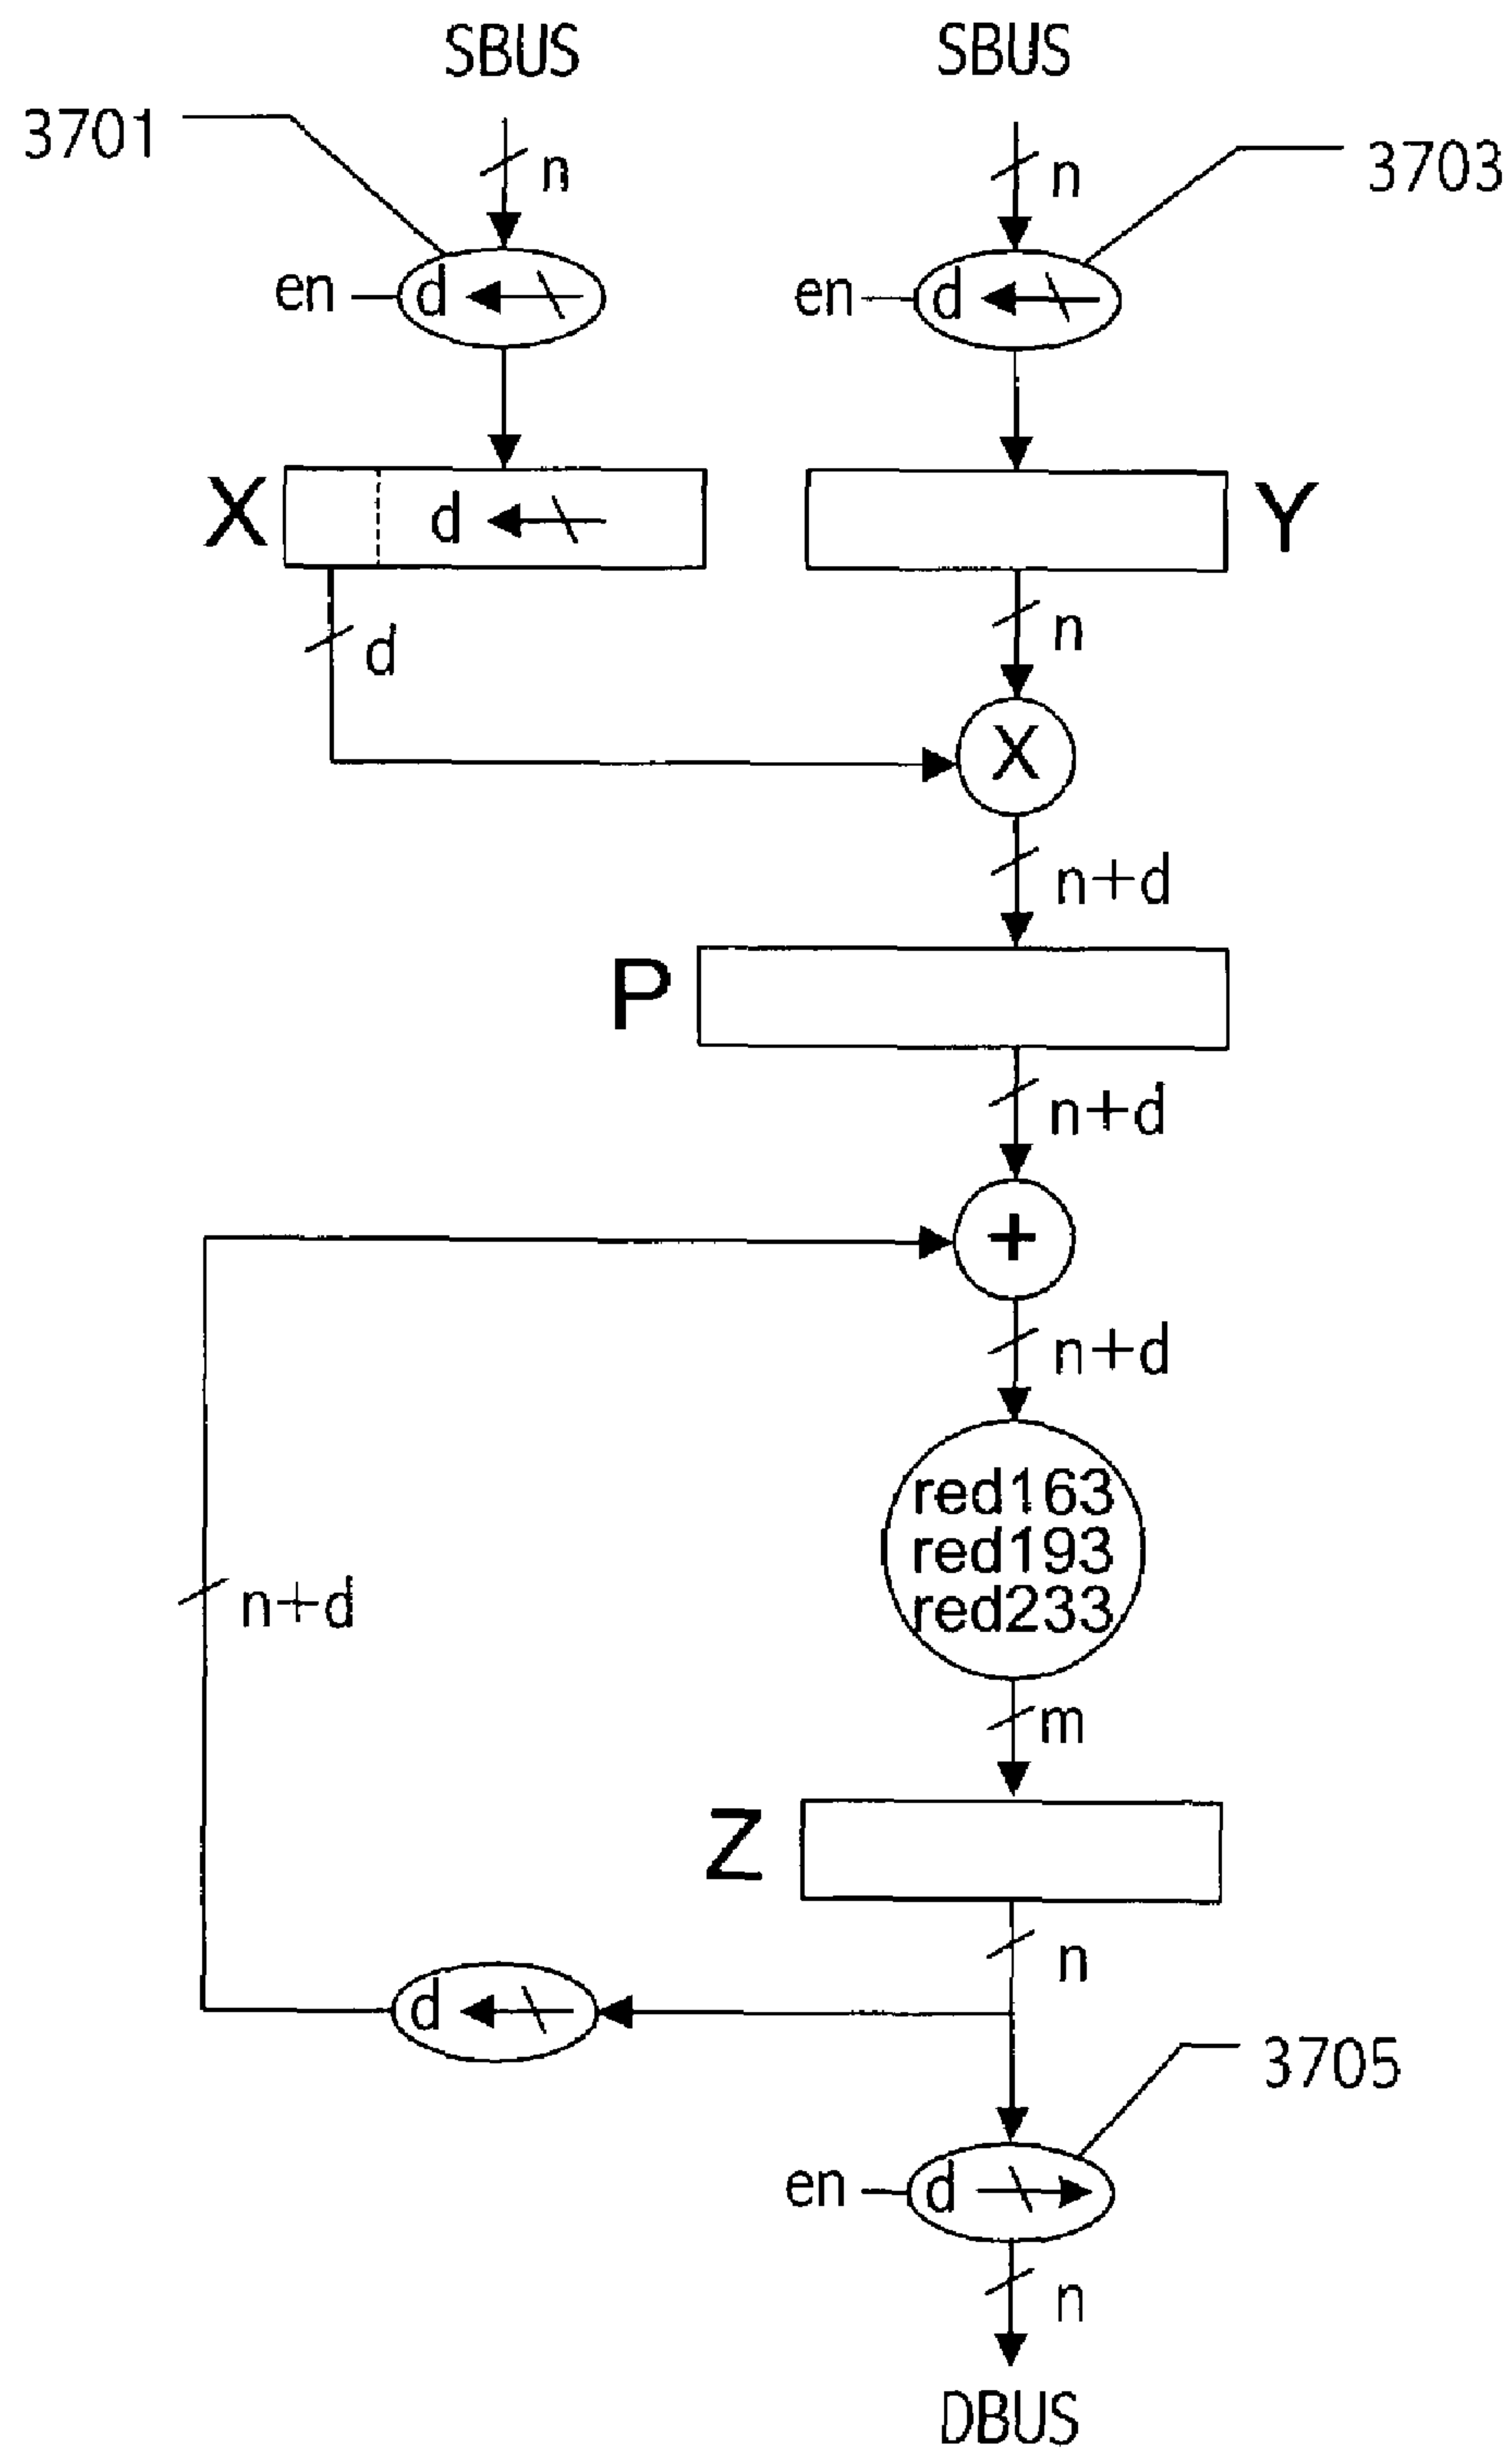 SBUS SBUS
3701 n n 3703
en d en d
X d Y
d n
X
n+d
P
n+d
+
n+d
red163
red193
red233
n+d
m
Z
n
d
3705
en d
n
DBUS